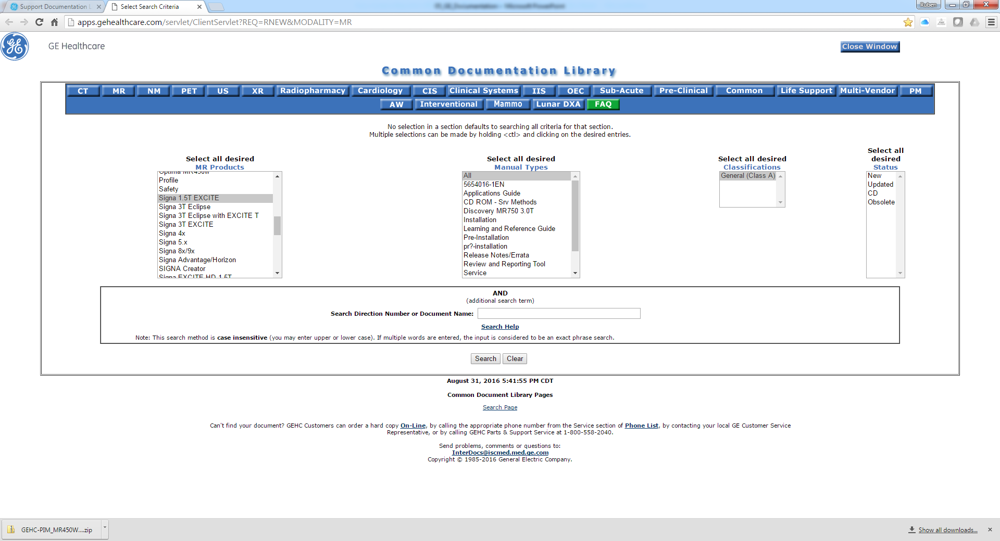 Support Documentation L
Select Search Criteria
Microsoft PowerPoint
Ruben
apps.gehealthcare.com/servlet/ClientServlet?REQ=RNEW&MODALITY=MR
GE Healthcare
Close Window
Common Documentation Library
CT MR NM PET US XR Radiopharmacy Cardiology CIS Clinical Systems IIS OEC Sub-Acute Pre-Clinical Common Life Support Multi-Vendor PM
AW Interventional Mammo Lunar DXA FAQ
No selection in a section defaults to searching all criteria for that section.
Multiple selections can be made by holding <ctl> and clicking on the desired entries.
Select all desired
MR Products
Optima MR450w
Profile
Safety
Signa 1.5T EXCITE
Signa 3T Eclipse
Signa 3T Eclipse with EXCITE T
Signa 3T EXCITE
Signa 4x
Signa 5.x
Signa 8x/9x
Signa Advantage/Horizon
SIGNA Creator
Signa EXCITE HD 1.5T
Select all desired
Manual Types
All
5654016-1EN
Applications Guide
CD ROM - Srv Methods
Discovery MR750 3.0T
Installation
Learning and Reference Guide
Pre-Installation
pr?-installation
Release Notes/Errata
Review and Reporting Tool
Service
Select all desired
Classifications
General (Class A)
Select all
desired
Status
New
Updated
CD
Obsolete
AND
(additional search term)
Search Direction Number or Document Name:
Search Help
Note: This search method is case insensitive (you may enter upper or lower case). If multiple words are entered, the input is considered to be an exact phrase search.
Search Clear
August 31, 2016 5:41:55 PM CDT
Common Document Library Pages
Search Page
Can't find your document? GEHC Customers can order a hard copy On-Line, by calling the appropriate phone number from the Service section of Phone List, by contacting your local GE Customer Service
Representative, or by calling GEHC Parts & Support Service at 1-800-558-2040.
Send problems, comments or questions to:
InterDocs@iscmed.med.ge.com
Copyright © 1985-2016 General Electric Company.
GEHC-PIM_MR450W....zip
Show all downloads...